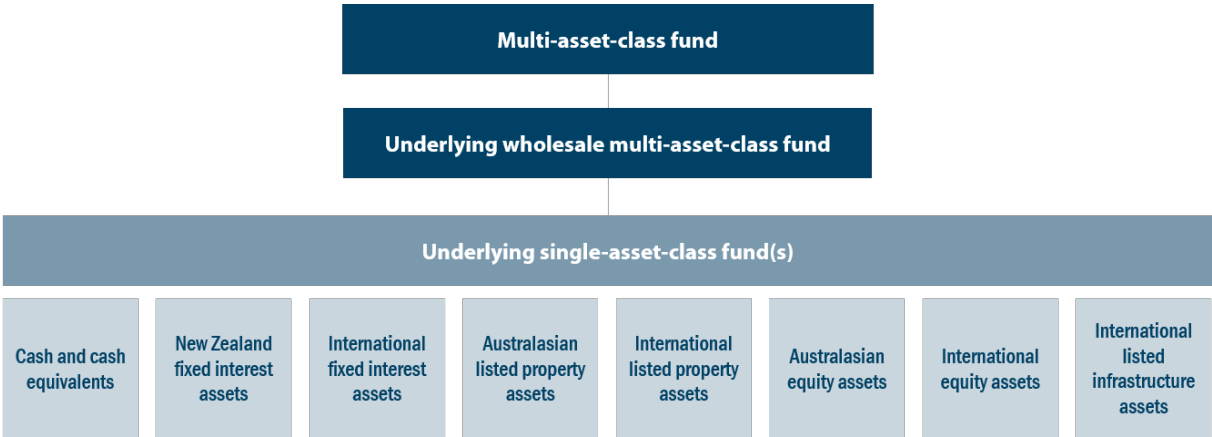 Multi-asset-class fund
Underlying wholesale multi-asset-class fund
Underlying single-asset-class fund(s)
Cash and cash
equivalents
New Zealand
fixed interest
assets
International
fixed interest
assets
Australasian
listed property
assets
International
listed property
assets
Australasian
equity assets
International
equity assets
International
listed
infrastructure
assets